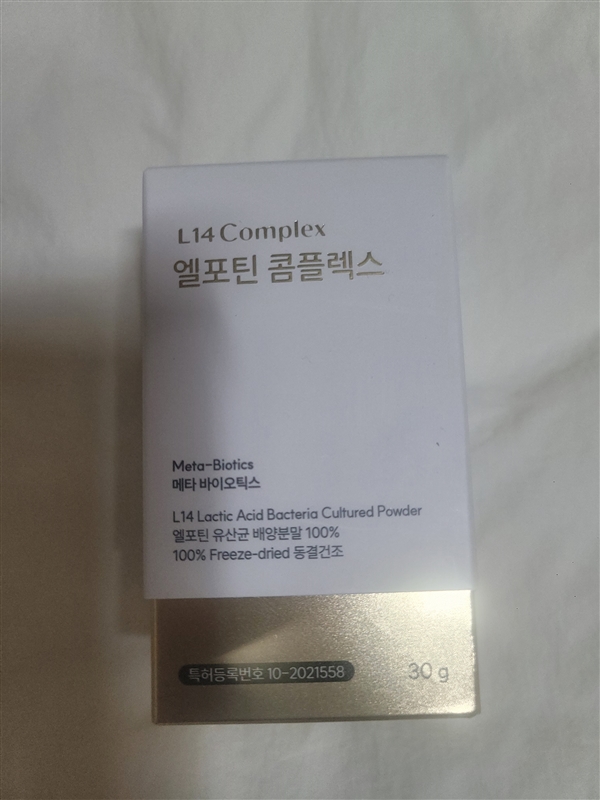 L14 Complex
엘포틴 콤플렉스
Meta-Biotics
메타 바이오틱스
L14 Lactic Acid Bacteria Cultured Powder
엘포틴 유산균 배양분말 100%
100% Freeze-dried 동결건조
특허등록번호 10-2021558
30 g